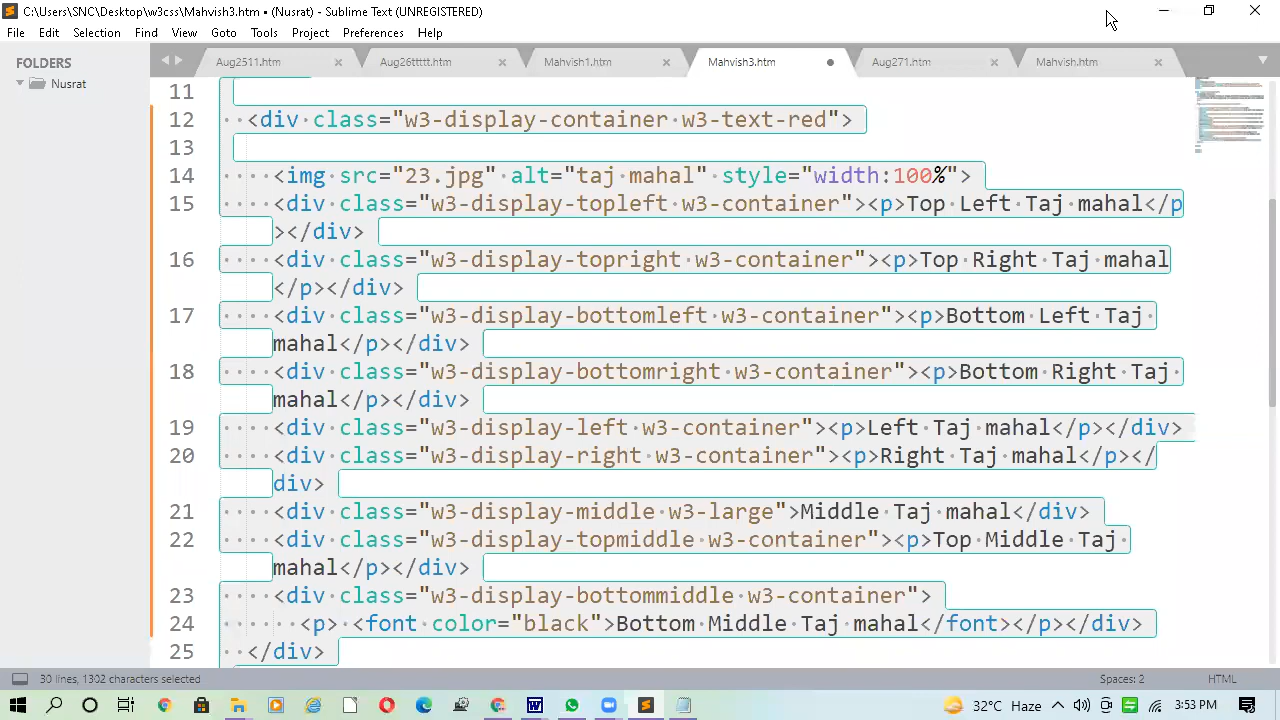 C:\Users\SNC\Desktop\w3css\Mahvish3.htm • (Nusrat) - Sublime Text (UNREGISTERED)
File Edit Selection Find View Goto Tools Project Preferences Help
FOLDERS
Nusrat
Aug2511.htm Aug26ttttt.htm Mahvish1.htm Mahvish3.htm Aug271.htm Mahvish.htm
11
12 <div class="w3-display-container w3-text-red">
13
14 <img src="23.jpg" alt="taj mahal" style="width:100%">
15 <div class="w3-display-topleft w3-container"><p>Top Left Taj mahal</p
></div>
16 <div class="w3-display-topright w3-container"><p>Top Right Taj mahal
</p></div>
17 <div class="w3-display-bottomleft w3-container"><p>Bottom Left Taj
mahal</p></div>
18 <div class="w3-display-bottomright w3-container"><p>Bottom Right Taj
mahal</p></div>
19 <div class="w3-display-left w3-container"><p>Left Taj mahal</p></div>
20 <div class="w3-display-right w3-container"><p>Right Taj mahal</p></
div>
21 <div class="w3-display-middle w3-large">Middle Taj mahal</div>
22 <div class="w3-display-topmiddle w3-container"><p>Top Middle Taj
mahal</p></div>
23 <div class="w3-display-bottommiddle w3-container">
24 <p> <font color="black">Bottom Middle Taj mahal</font></p></div>
25 </div>
30 lines, 1302 characters selected
Spaces: 2
HTML
32°C Haze
3:53 PM